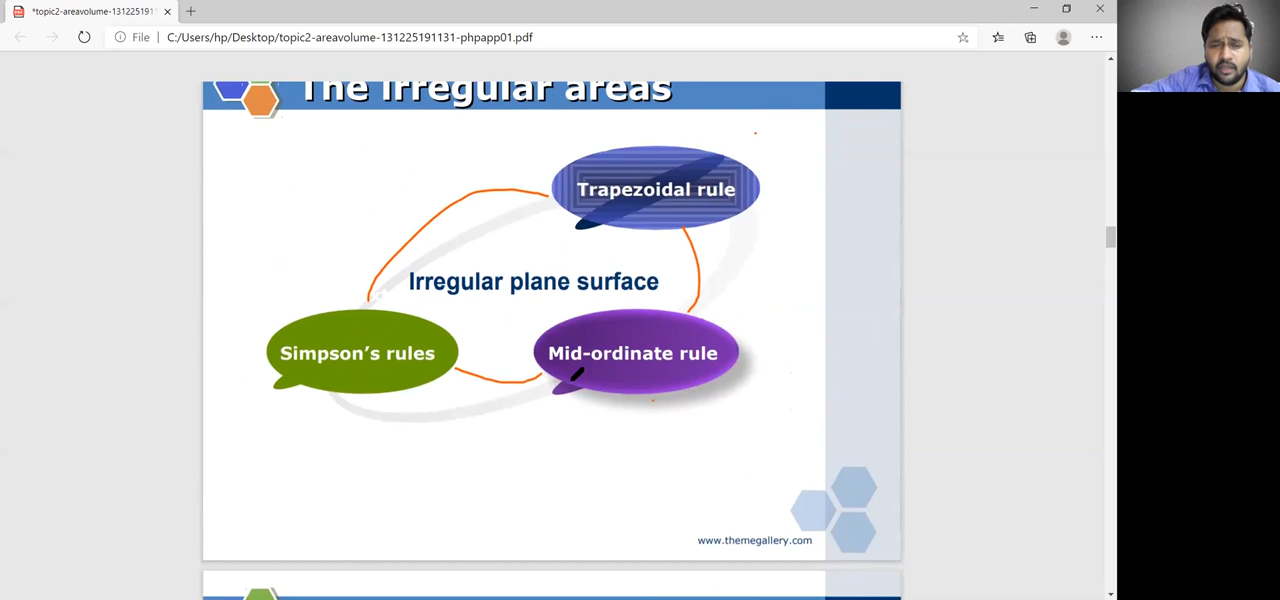 *topic2-areavolume-131225191
File
C:/Users/hp/Desktop/topic2-areavolume-131225191131-phpapp01.pdf
The irregular areas
Trapezoidal rule
Irregular plane surface
Simpson's rules
Mid-ordinate rule
www.themegallery.com